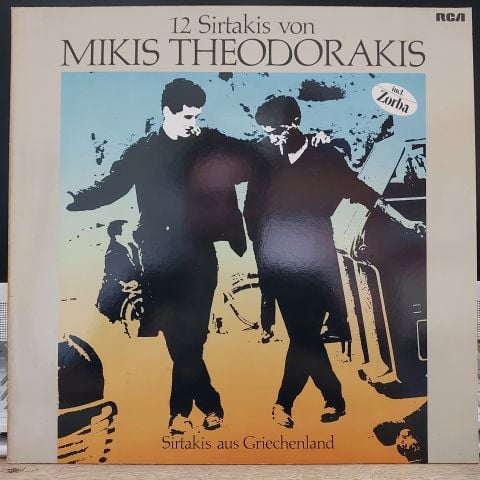 12 Sirtakis von
RCA
MIKIS THEODORAKIS
incl.
Zorba
Sirtakis aus Griechenland